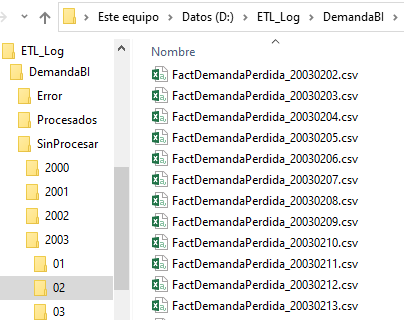 Este equipo > Datos (D:) > ETL_Log > DemandaBI
ETL_Log
DemandaBI
Error
Procesados
SinProcesar
2000
2001
2002
2003
01
02
03
Nombre
FactDemandaPerdida_20030202.csv
FactDemandaPerdida_20030203.csv
FactDemandaPerdida_20030204.csv
FactDemandaPerdida_20030205.csv
FactDemandaPerdida_20030206.csv
FactDemandaPerdida_20030207.csv
FactDemandaPerdida_20030208.csv
FactDemandaPerdida_20030209.csv
FactDemandaPerdida_20030210.csv
FactDemandaPerdida_20030211.csv
FactDemandaPerdida_20030212.csv
FactDemandaPerdida_20030213.csv